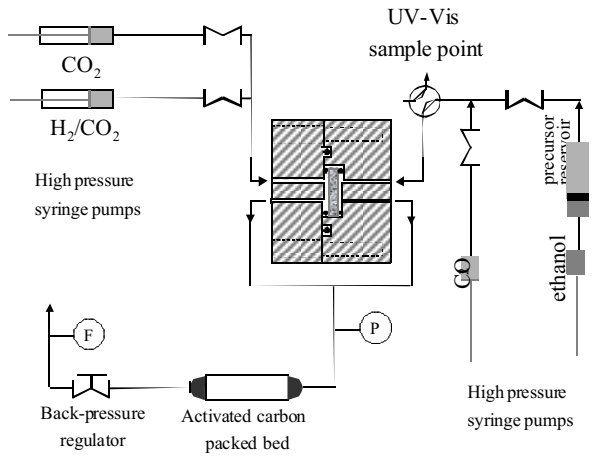 UV-Vis
sample point
CO2
H2/CO2
High pressure
syringe pumps
precursor
reservoir
CO
ethanol
F
P
Back-pressure
regulator
Activated carbon
packed bed
High pressure
syringe pumps